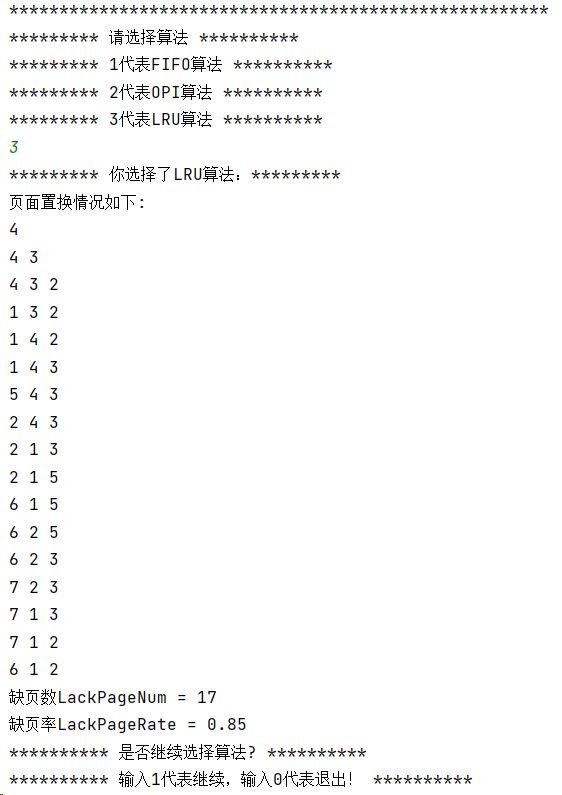 ******************************************************
********* 请选择算法 **********
********* 1代表FIFO算法 **********
********* 2代表OPI算法 **********
********* 3代表LRU算法 **********
3
********* 你选择了LRU算法：*********
页面置换情况如下:
4
4 3
4 3 2
1 3 2
1 4 2
1 4 3
5 4 3
2 4 3
2 1 3
2 1 5
6 1 5
6 2 5
6 2 3
7 2 3
7 1 3
7 1 2
6 1 2
缺页数LackPageNum = 17
缺页率LackPageRate = 0.85
********** 是否继续选择算法? **********
********** 输入1代表继续，输入0代表退出！ **********